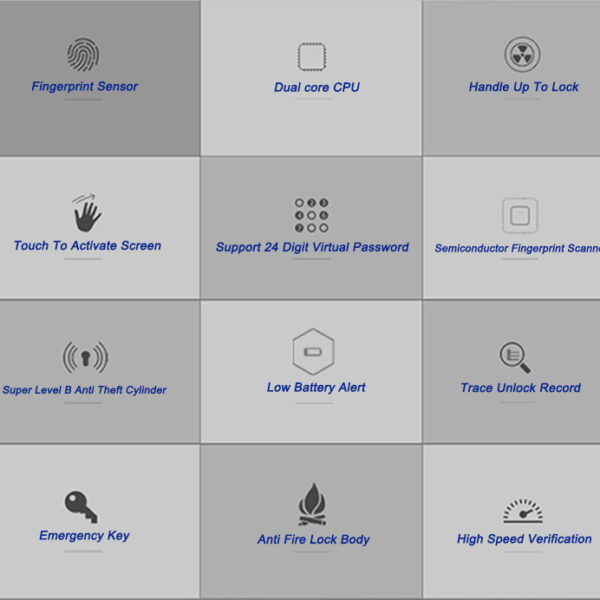 Fingerprint Sensor
Dual core CPU
Handle Up To Lock
Touch To Activate Screen
Support 24 Digit Virtual Password
Semiconductor Fingerprint Scanne
Super Level B Anti Theft Cylinder
Low Battery Alert
Trace Unlock Record
Emergency Key
Anti Fire Lock Body
High Speed Verification